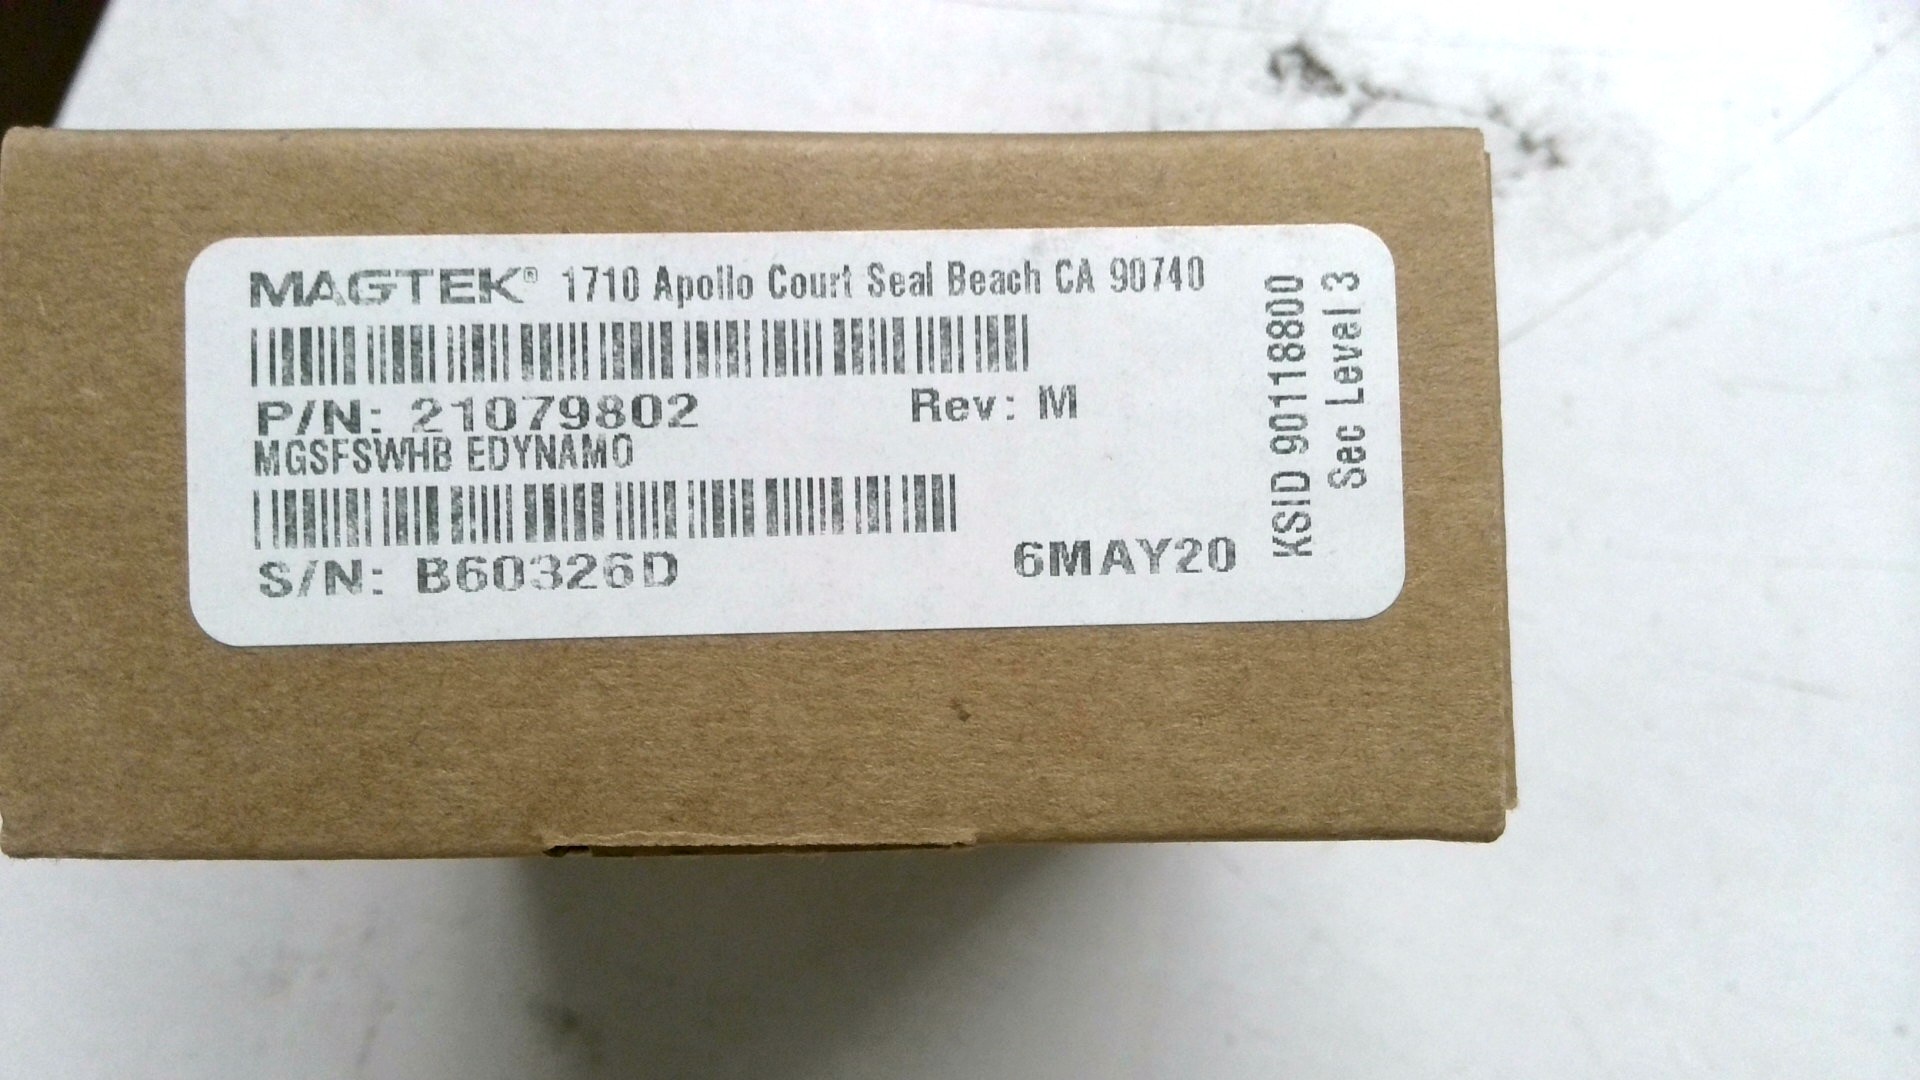 MAGTEK® 1710 Apollo Court Seal Beach CA 90740
P/N: 21079802 Rev: M
MGSFSWHB EDYNAMO
S/N: B60326D 6MAY20
KSID 90118800
Sec Level 3